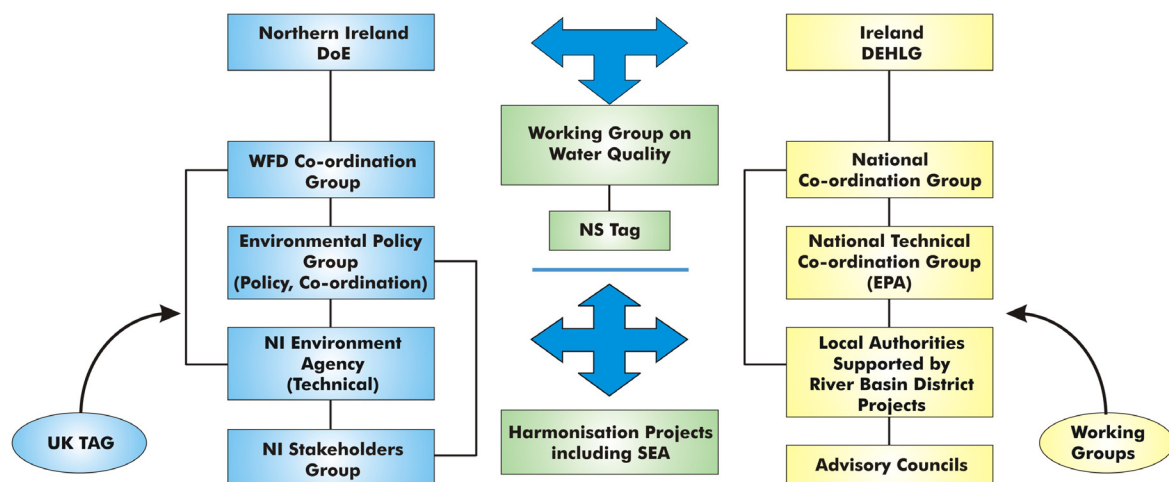 Northern Ireland
DoE
WFD Co-ordination
Group
Environmental Policy
Group
(Policy, Co-ordination)
NI Environment
Agency
(Technical)
NI Stakeholders
Group
UK TAG
Working Group on
Water Quality
NS Tag
Harmonisation Projects
including SEA
Ireland
DEHLG
National
Co-ordination Group
National Technical
Co-ordination Group
(EPA)
Local Authorities
Supported by
River Basin District
Projects
Advisory Councils
Working
Groups